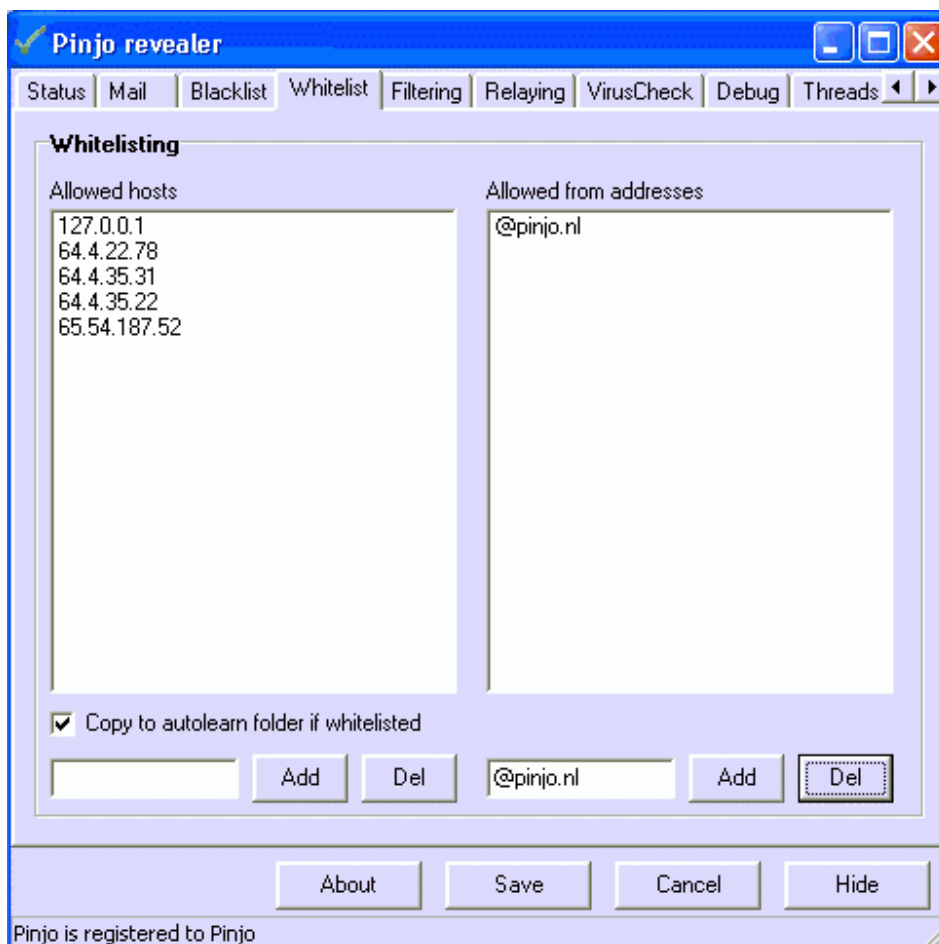 Pinjo revealer
Status Mail Blacklist Whitelist Filtering Relaying VirusCheck Debug Threads
Whitelisting
Allowed hosts Allowed from addresses
127.0.0.1 @pinjo.nl
64.4.22.78
64.4.35.31
64.4.35.22
65.54.187.52
Copy to autolearn folder if whitelisted
Add Del @pinjo.nl Add Del
About Save Cancel Hide
Pinjo is registered to Pinjo